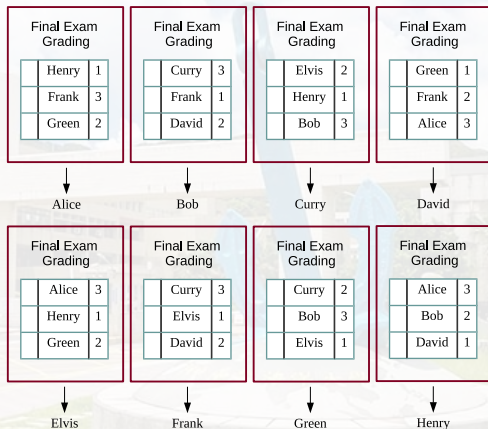 Final Exam
Grading
Henry 1
Frank 3
Green 2
Alice
Final Exam
Grading
Curry 3
Frank 1
David 2
Bob
Final Exam
Grading
Elvis 2
Henry 1
Bob 3
Curry
Final Exam
Grading
Green 1
Frank 2
Alice 3
David
Final Exam
Grading
Alice 3
Henry 1
Green 2
Elvis
Final Exam
Grading
Curry 3
Elvis 1
David 2
Frank
Final Exam
Grading
Curry 2
Bob 3
Elvis 1
Green
Final Exam
Grading
Alice 3
Bob 2
David 1
Henry